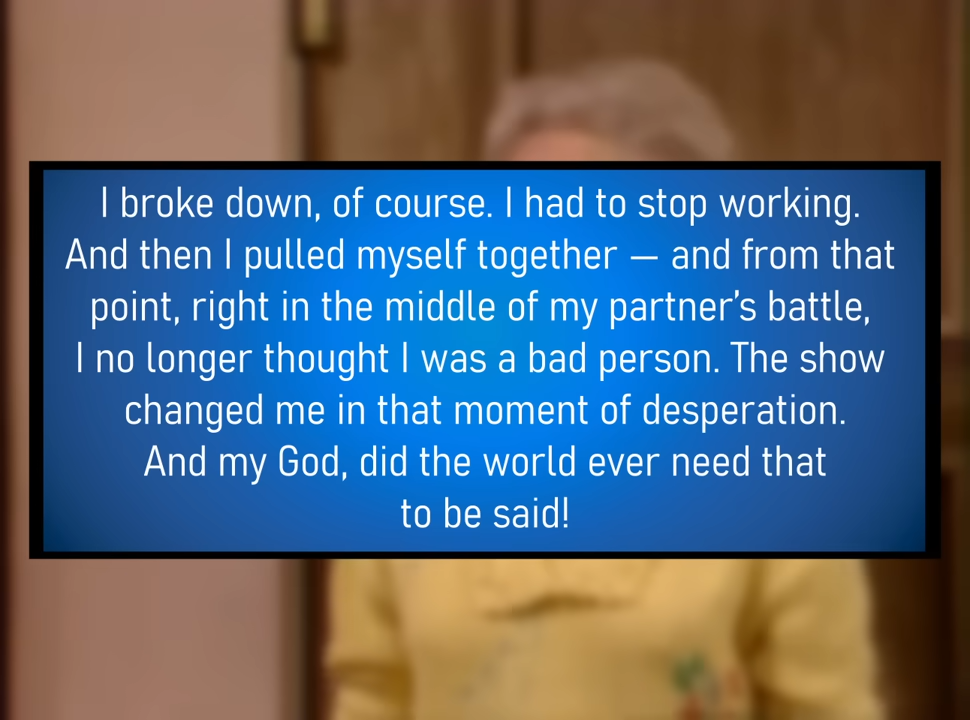 I broke down, of course. I had to stop working.
And then I pulled myself together — and from that
point, right in the middle of my partner’s battle,
I no longer thought I was a bad person. The show
changed me in that moment of desperation.
And my God, did the world ever need that
to be said!